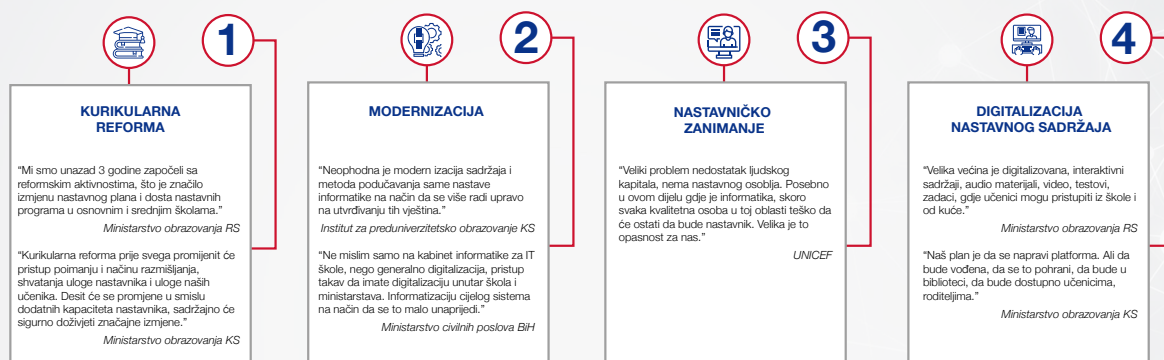 1
KURIKULARNA
REFORMA
“Mi smo unazad 3 godine započeli sa
reformskim aktivnostima, što je značilo
izmjenu nastavnog plana i dosta nastavnih
programa u osnovnim i srednjim školama.”
Ministarstvo obrazovanja RS
“Kurikularna reforma prije svega promijenit će
pristup poimanju i načinu razmišljanja,
shvatanja uloge nastavnika i uloge naših
učenika. Desit će se promjene u smislu
dodatnih kapaciteta nastavnika, sadržajno će
sigurno doživjeti značajne izmjene.”
Ministarstvo obrazovanja KS
2
MODERNIZACIJA
“Neophodna je modern izacija sadržaja i
metoda podučavanja same nastave
informatike na način da se više radi upravo
na utvrđivanju tih vještina.”
Institut za preduniverzitetsko obrazovanje KS
“Ne mislim samo na kabinet informatike za IT
škole, nego generalno digitalizacija, pristup
takav da imate digitalizaciju unutar škola i
ministarstava. Informatizaciju cijelog sistema
na način da se to malo unaprijedi.”
Ministarstvo civilnih poslova BiH
3
NASTAVNIČKO
ZANIMANJE
“Veliki problem nedostatak ljudskog
kapitala, nema nastavnog osoblja. Posebno
u ovom dijelu gdje je informatika, skoro
svaka kvalitetna osoba u toj oblasti teško da
će ostati da bude nastavnik. Velika je to
opasnost za nas.”
UNICEF
4
DIGITALIZACIJA
NASTAVNOG SADRŽAJA
“Velika većina je digitalizovana, interaktivni
sadržaji, audio materijali, video, testovi,
zadaci, gdje učenici mogu pristupiti iz škole i
od kuće.”
Ministarstvo obrazovanja RS
“Naš plan je da se napravi platforma. Ali da
bude vođena, da se to pohrani, da bude u
biblioteci, da bude dostupno učenicima,
roditeljima.”
Ministarstvo obrazovanja KS